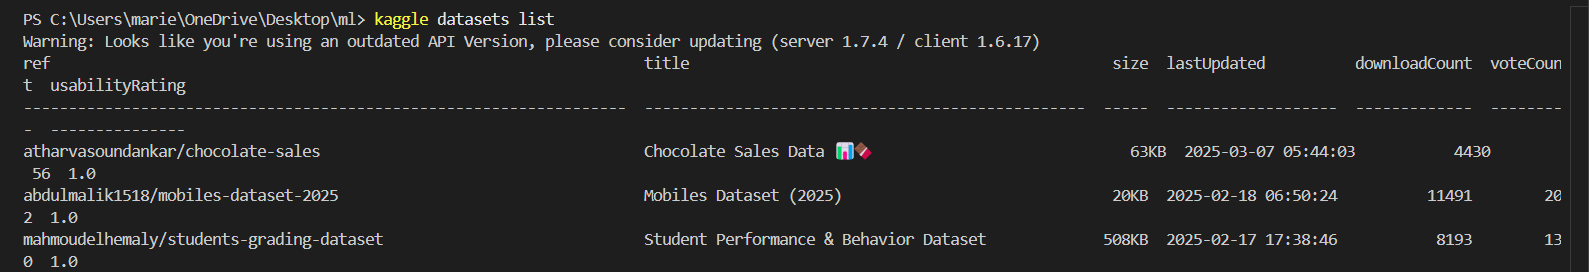 PS C:\Users\marie\OneDrive\Desktop\ml> kaggle datasets list
Warning: Looks like you're using an outdated API Version, please consider updating (server 1.7.4 / client 1.6.17)
ref title size lastUpdated downloadCount voteCoun
t usabilityRating
------------------------------------------------------------------- ------------------------------------------------- ----- ------------------- ------------- --------
- ---------------
atharvasoundankar/chocolate-sales Chocolate Sales Data 📊🍫 63KB 2025-03-07 05:44:03 4430
56 1.0
abdulmalik1518/mobiles-dataset-2025 Mobiles Dataset (2025) 20KB 2025-02-18 06:50:24 11491 20
2 1.0
mahmoudelhemaly/students-grading-dataset Student Performance & Behavior Dataset 508KB 2025-02-17 17:38:46 8193 13
0 1.0